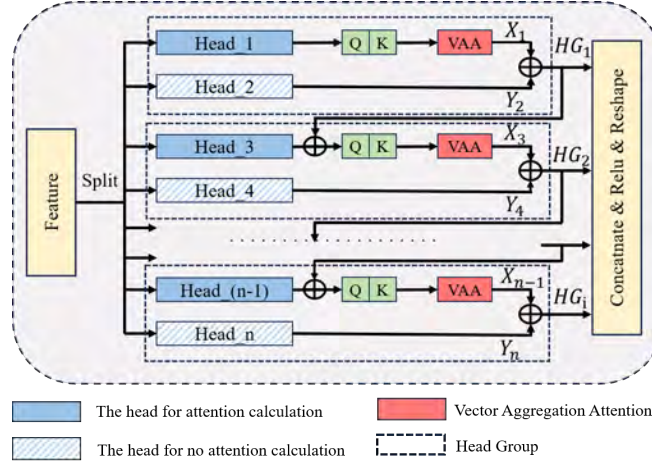 Head_1 Q K VAA X₁ HG₁
Head_2 Y₂
Head_3 Q K VAA X₃ HG₂
Head_4 Y₄
Feature
Split
. . . . . . . . . . . . . . . .
Head_(n-1) Q K VAA Xₙ₋₁ HGᵢ
Head_n Yₙ
Concatnate & Relu & Reshape
The head for attention calculation
Vector Aggregation Attention
The head for no attention calculation
Head Group